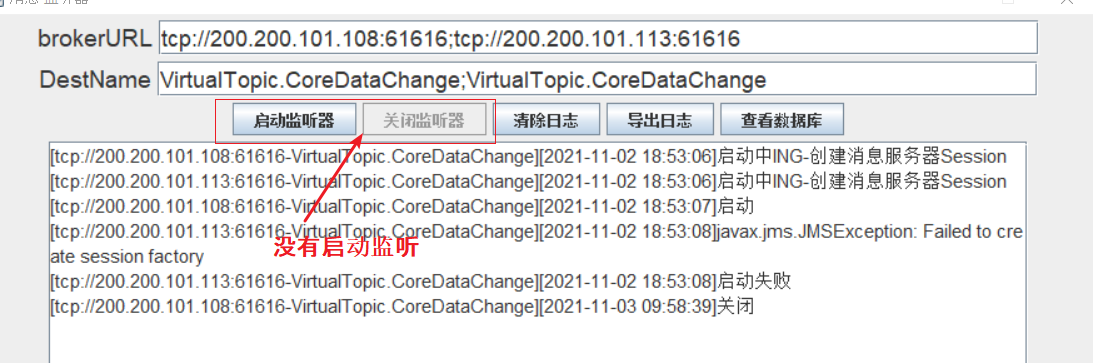 消息 监听器
brokerURL tcp://200.200.101.108:61616;tcp://200.200.101.113:61616
DestName VirtualTopic.CoreDataChange;VirtualTopic.CoreDataChange
启动监听器 关闭监听器 清除日志 导出日志 查看数据库
[tcp://200.200.101.108:61616-VirtualTopic.CoreDataChange][2021-11-02 18:53:06]启动中ING-创建消息服务器Session
[tcp://200.200.101.113:61616-VirtualTopic.CoreDataChange][2021-11-02 18:53:06]启动中ING-创建消息服务器Session
[tcp://200.200.101.108:61616-VirtualTopic.CoreDataChange][2021-11-02 18:53:07]启动
[tcp://200.200.101.113:61616-VirtualTopic.CoreDataChange][2021-11-02 18:53:08]javax.jms.JMSException: Failed to cre
没有启动监听
ate session factory
[tcp://200.200.101.113:61616-VirtualTopic.CoreDataChange][2021-11-02 18:53:08]启动失败
[tcp://200.200.101.108:61616-VirtualTopic.CoreDataChange][2021-11-03 09:58:39]关闭